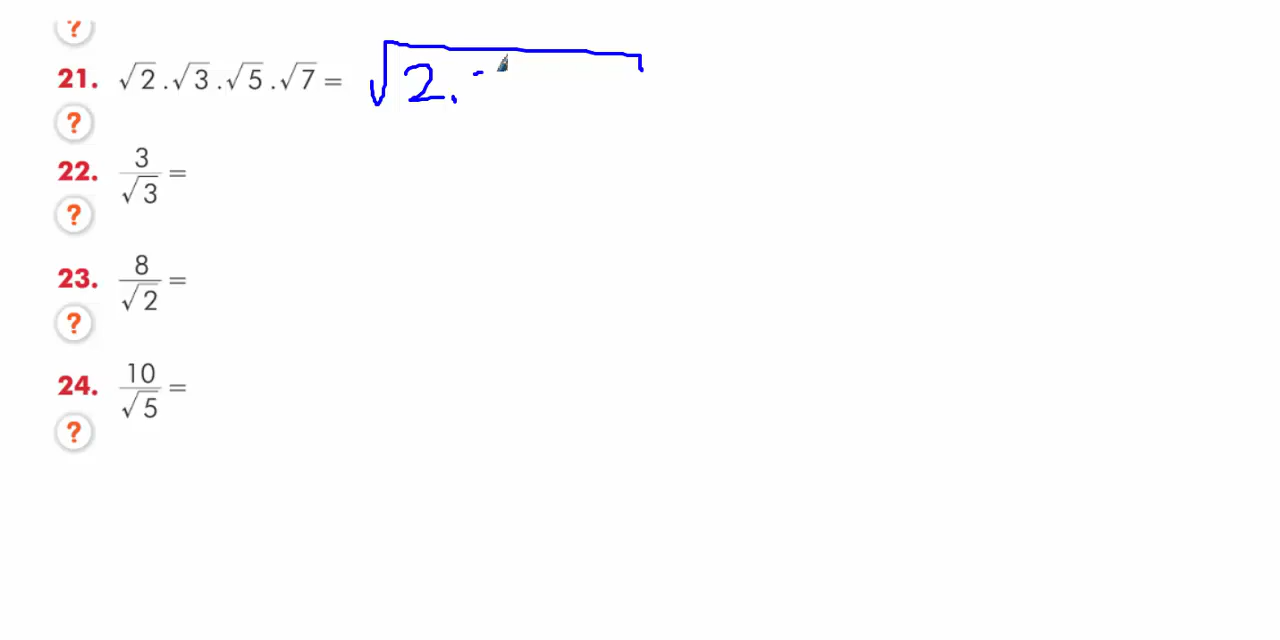 ?
21. √2 . √3 . √5 . √7 = √2.
?
22. 3/√3 =
?
23. 8/√2 =
?
24. 10/√5 =
?